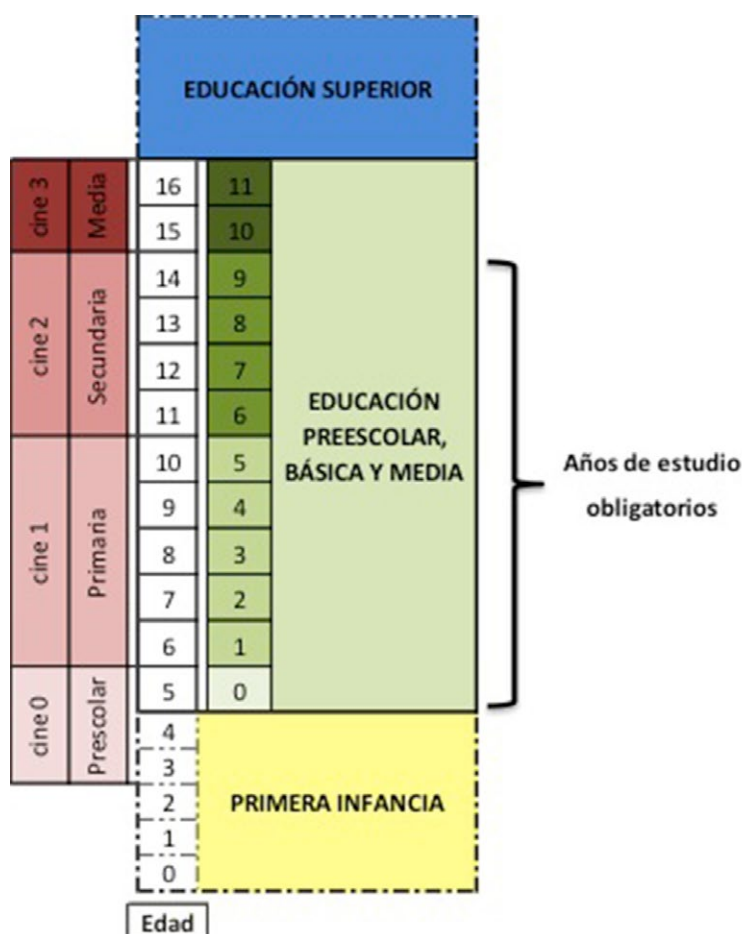 EDUCACIÓN SUPERIOR
cine 3
Media
16
11
15
10
cine 2
Secundaria
14
9
13
8
12
7
11
6
cine 1
Primaria
10
5
9
4
8
3
7
2
6
1
cine 0
Prescolar
5
0
4
3
2
1
0
EDUCACIÓN
PREESCOLAR,
BÁSICA Y MEDIA
Años de estudio
obligatorios
PRIMERA INFANCIA
Edad